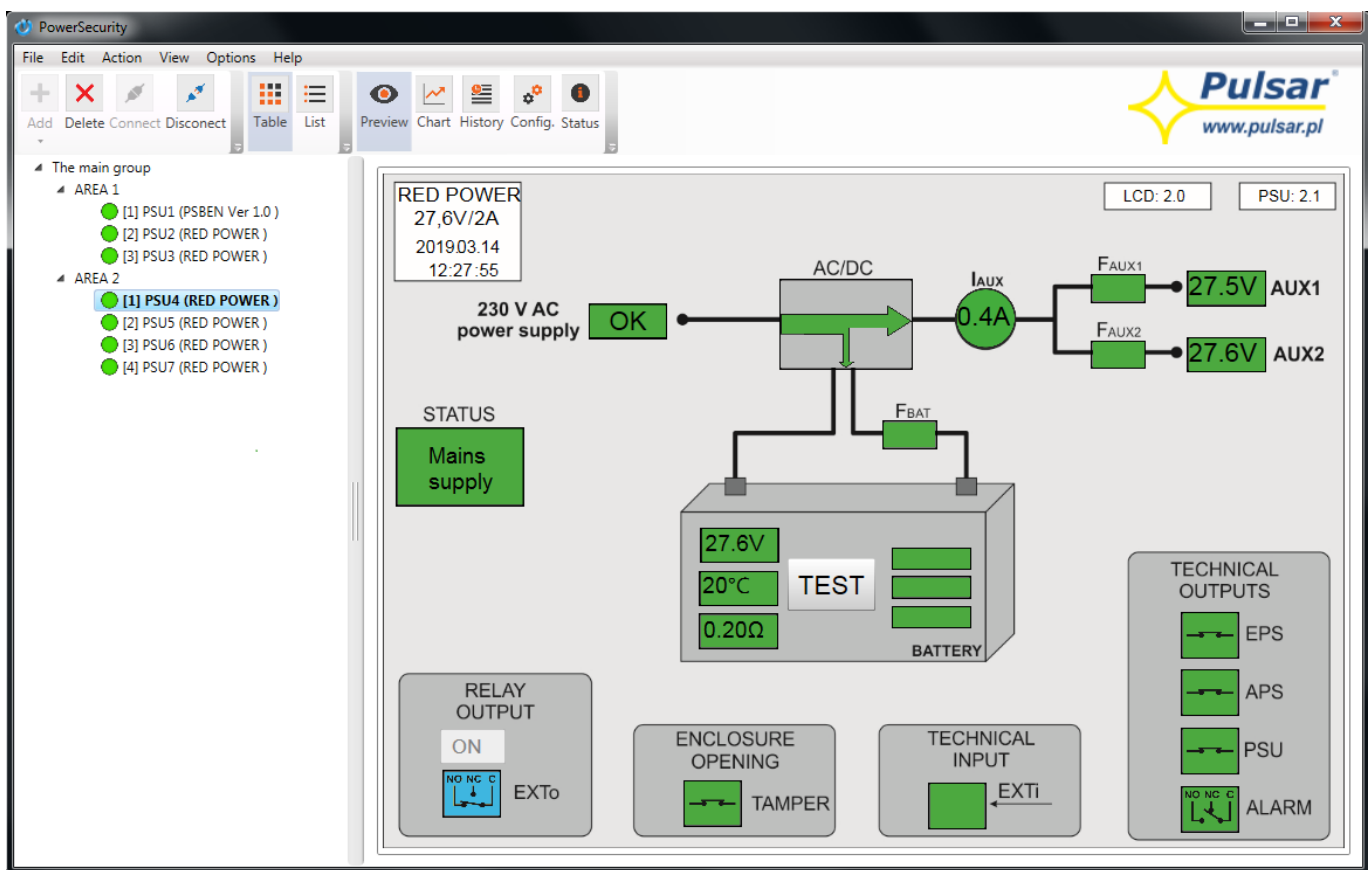 PowerSecurity
File Edit Action View Options Help
Add Delete Connect Disconect Table List Preview Chart History Config. Status
Pulsar®
www.pulsar.pl
The main group
AREA 1
[1] PSU1 (PSBEN Ver 1.0 )
[2] PSU2 (RED POWER )
[3] PSU3 (RED POWER )
AREA 2
[1] PSU4 (RED POWER )
[2] PSU5 (RED POWER )
[3] PSU6 (RED POWER )
[4] PSU7 (RED POWER )
RED POWER
27,6V/2A
2019.03.14
12:27:55
LCD: 2.0 PSU: 2.1
230 V AC
power supply
OK
AC/DC
IAUX
0.4A
FAUX1
27.5V AUX1
FAUX2
27.6V AUX2
STATUS
Mains
supply
FBAT
27.6V
20°C
0.20Ω
TEST
BATTERY
RELAY
OUTPUT
ON
NO NC C
EXTo
ENCLOSURE
OPENING
TAMPER
TECHNICAL
INPUT
EXTi
TECHNICAL
OUTPUTS
EPS
APS
PSU
NO NC C
ALARM